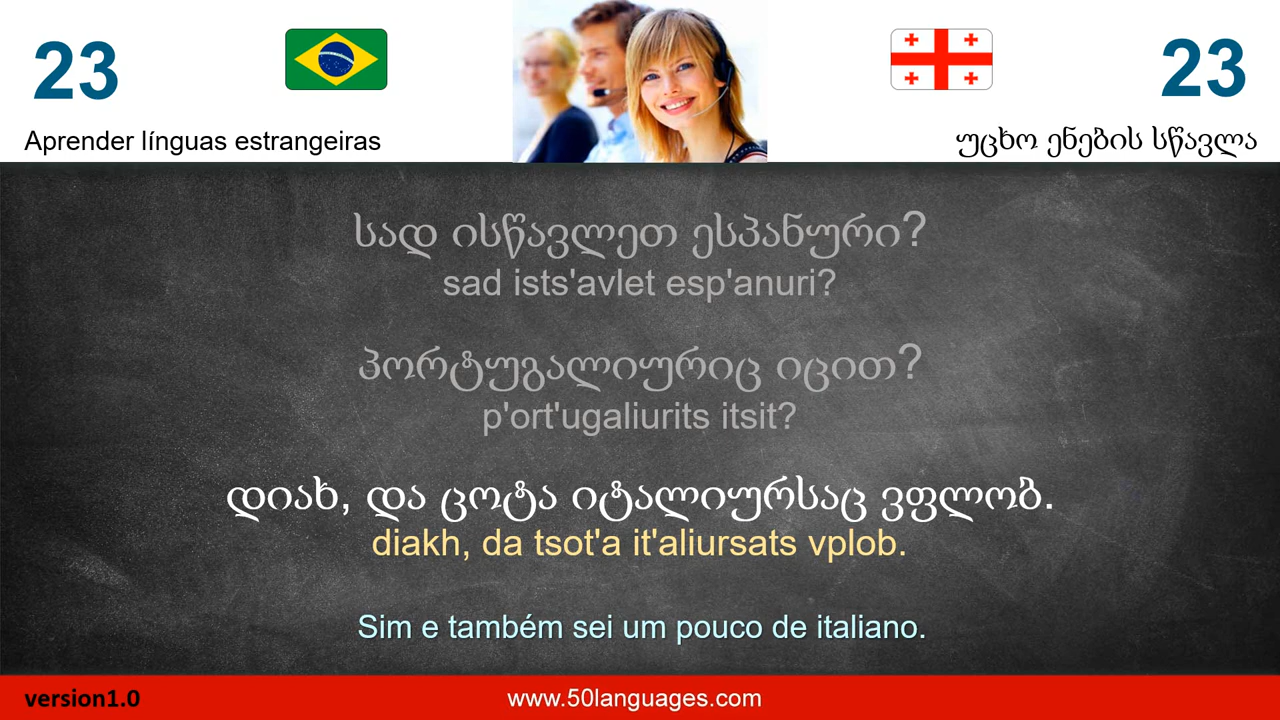 23
23
Aprender línguas estrangeiras
უცხო ენების სწავლა
სად ისწავლეთ ესპანური?
sad ists'avlet esp'anuri?
პორტუგალიურიც იცით?
p'ort'ugaliurits itsit?
დიახ, და ცოტა იტალიურსაც ვფლობ.
diakh, da tsot'a it'aliursats vplob.
Sim e também sei um pouco de italiano.
version1.0
www.50languages.com